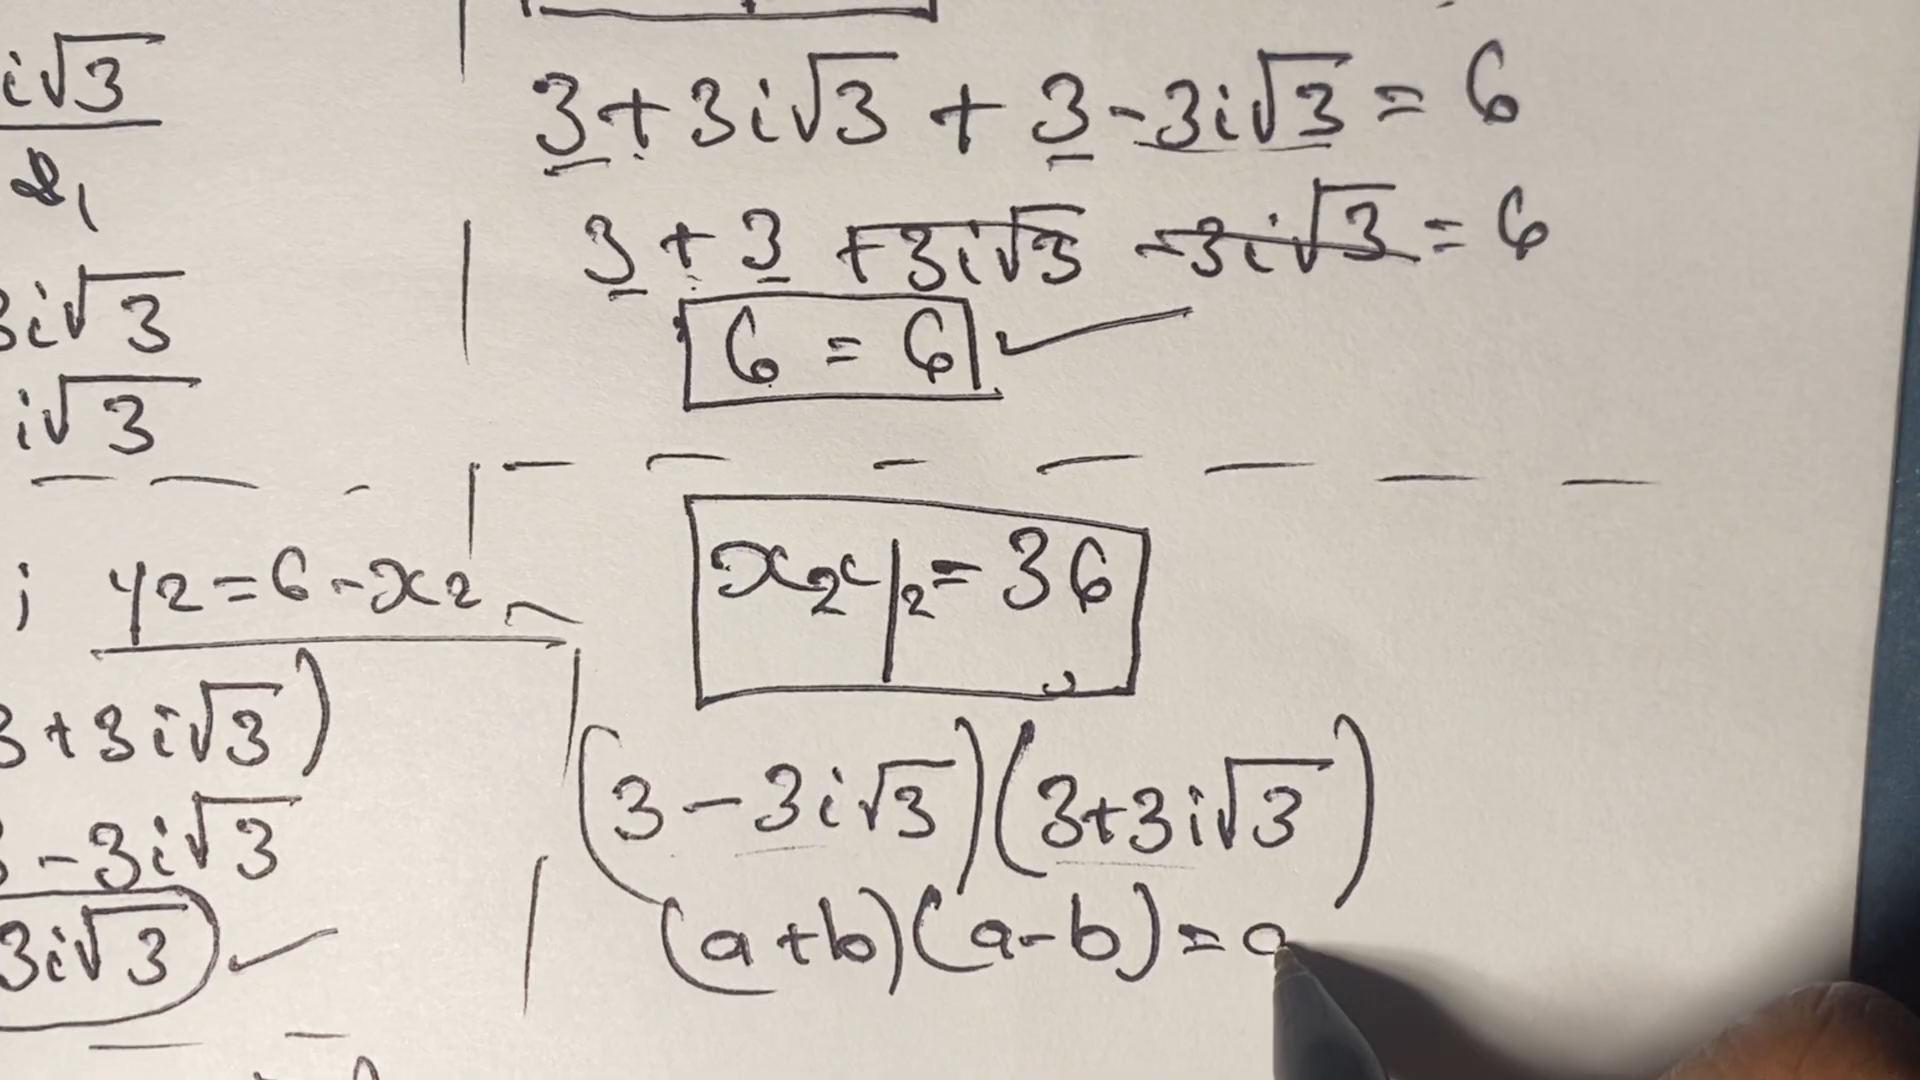 i√3
2 1
3i√3
i√3
3 + 3i√3 + 3 - 3i√3 = 6
3 + 3 + 3i√3 - 3i√3 = 6
6 = 6 ✓
; y2 = 6 - x2
3 + 3i√3)
- 3i√3
3i√3 ✓
x2y2 = 36
(3 - 3i√3)(3 + 3i√3)
(a + b)(a - b) = a